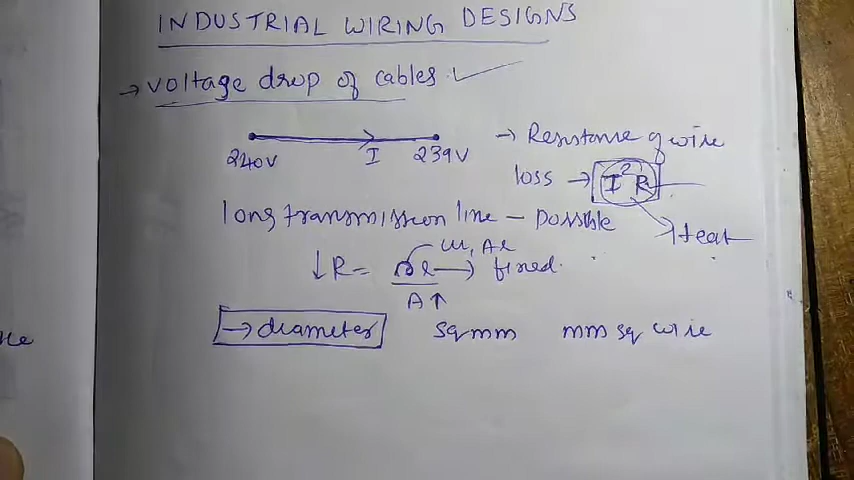 INDUSTRIAL WIRING DESIGNS
→ voltage drop of cables ✓
240V I 239V → Resistance of wire
loss → I²R
long transmission line - possible → Heat
↓ R = ρl → fixed. cu, Al
A↑
→ diameter sqmm mm sq wire